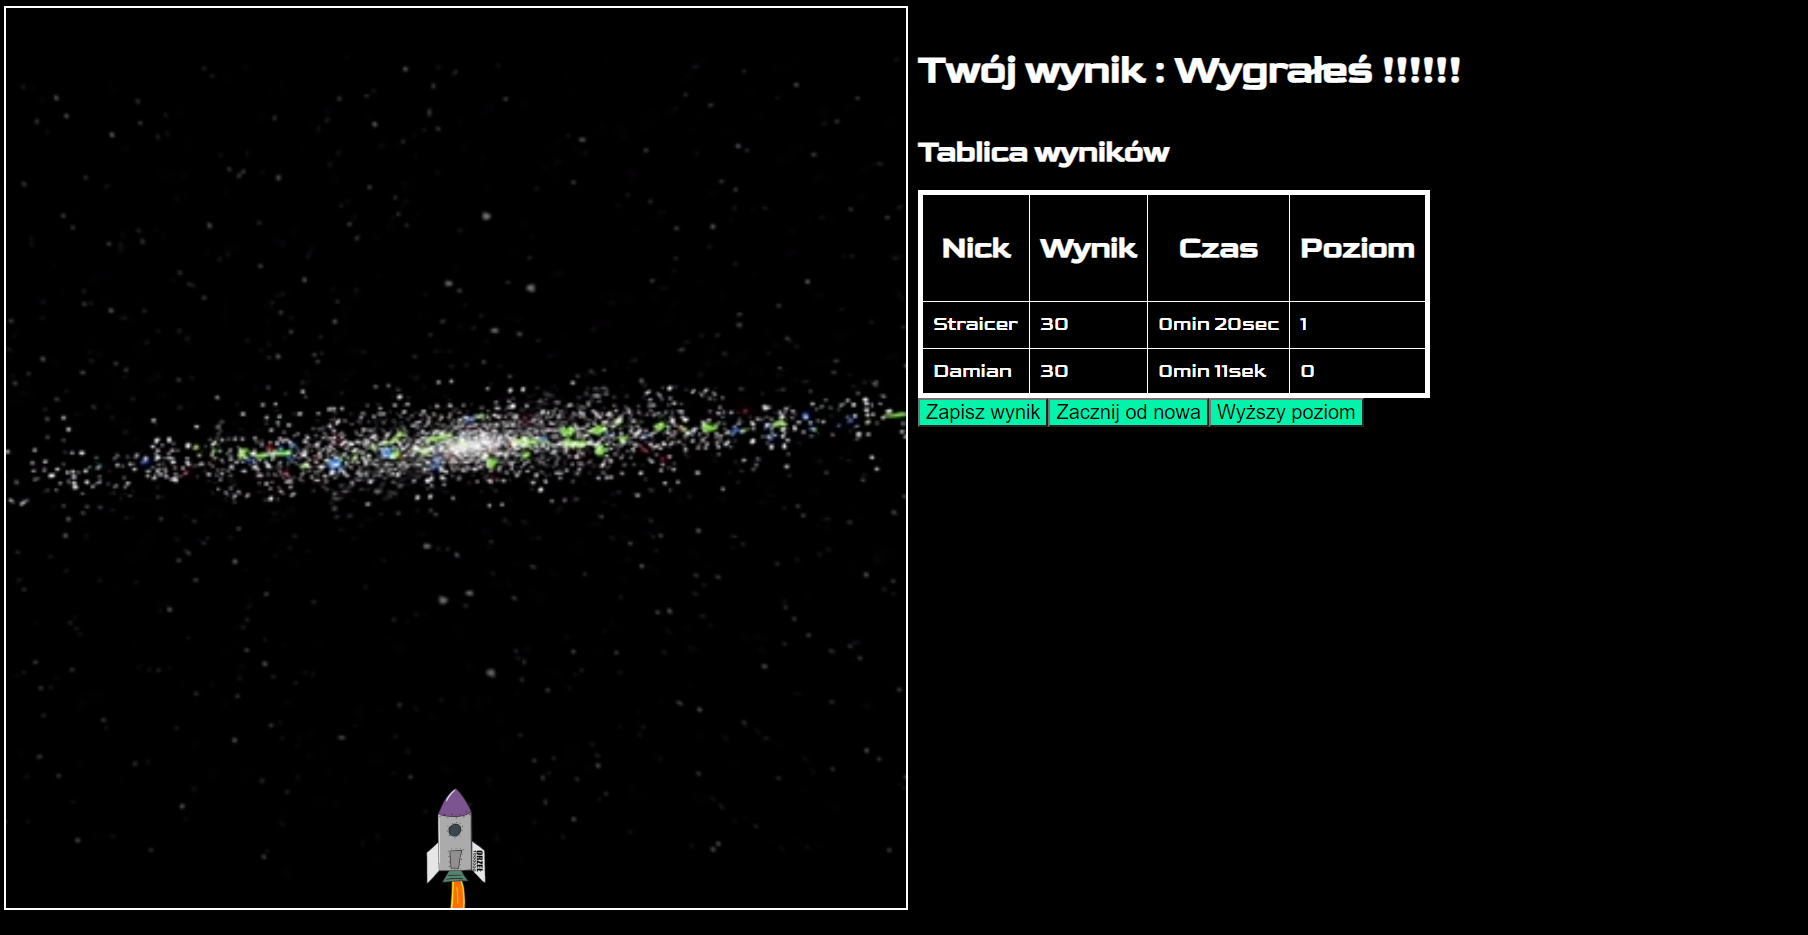 Twój wynik : Wygrałeś !!!!!!
Tablica wyników
Nick Wynik Czas Poziom
Straicer 30 0min 20sec 1
Damian 30 0min 11sek 0
Zapisz wynik Zacznij od nowa Wyższy poziom